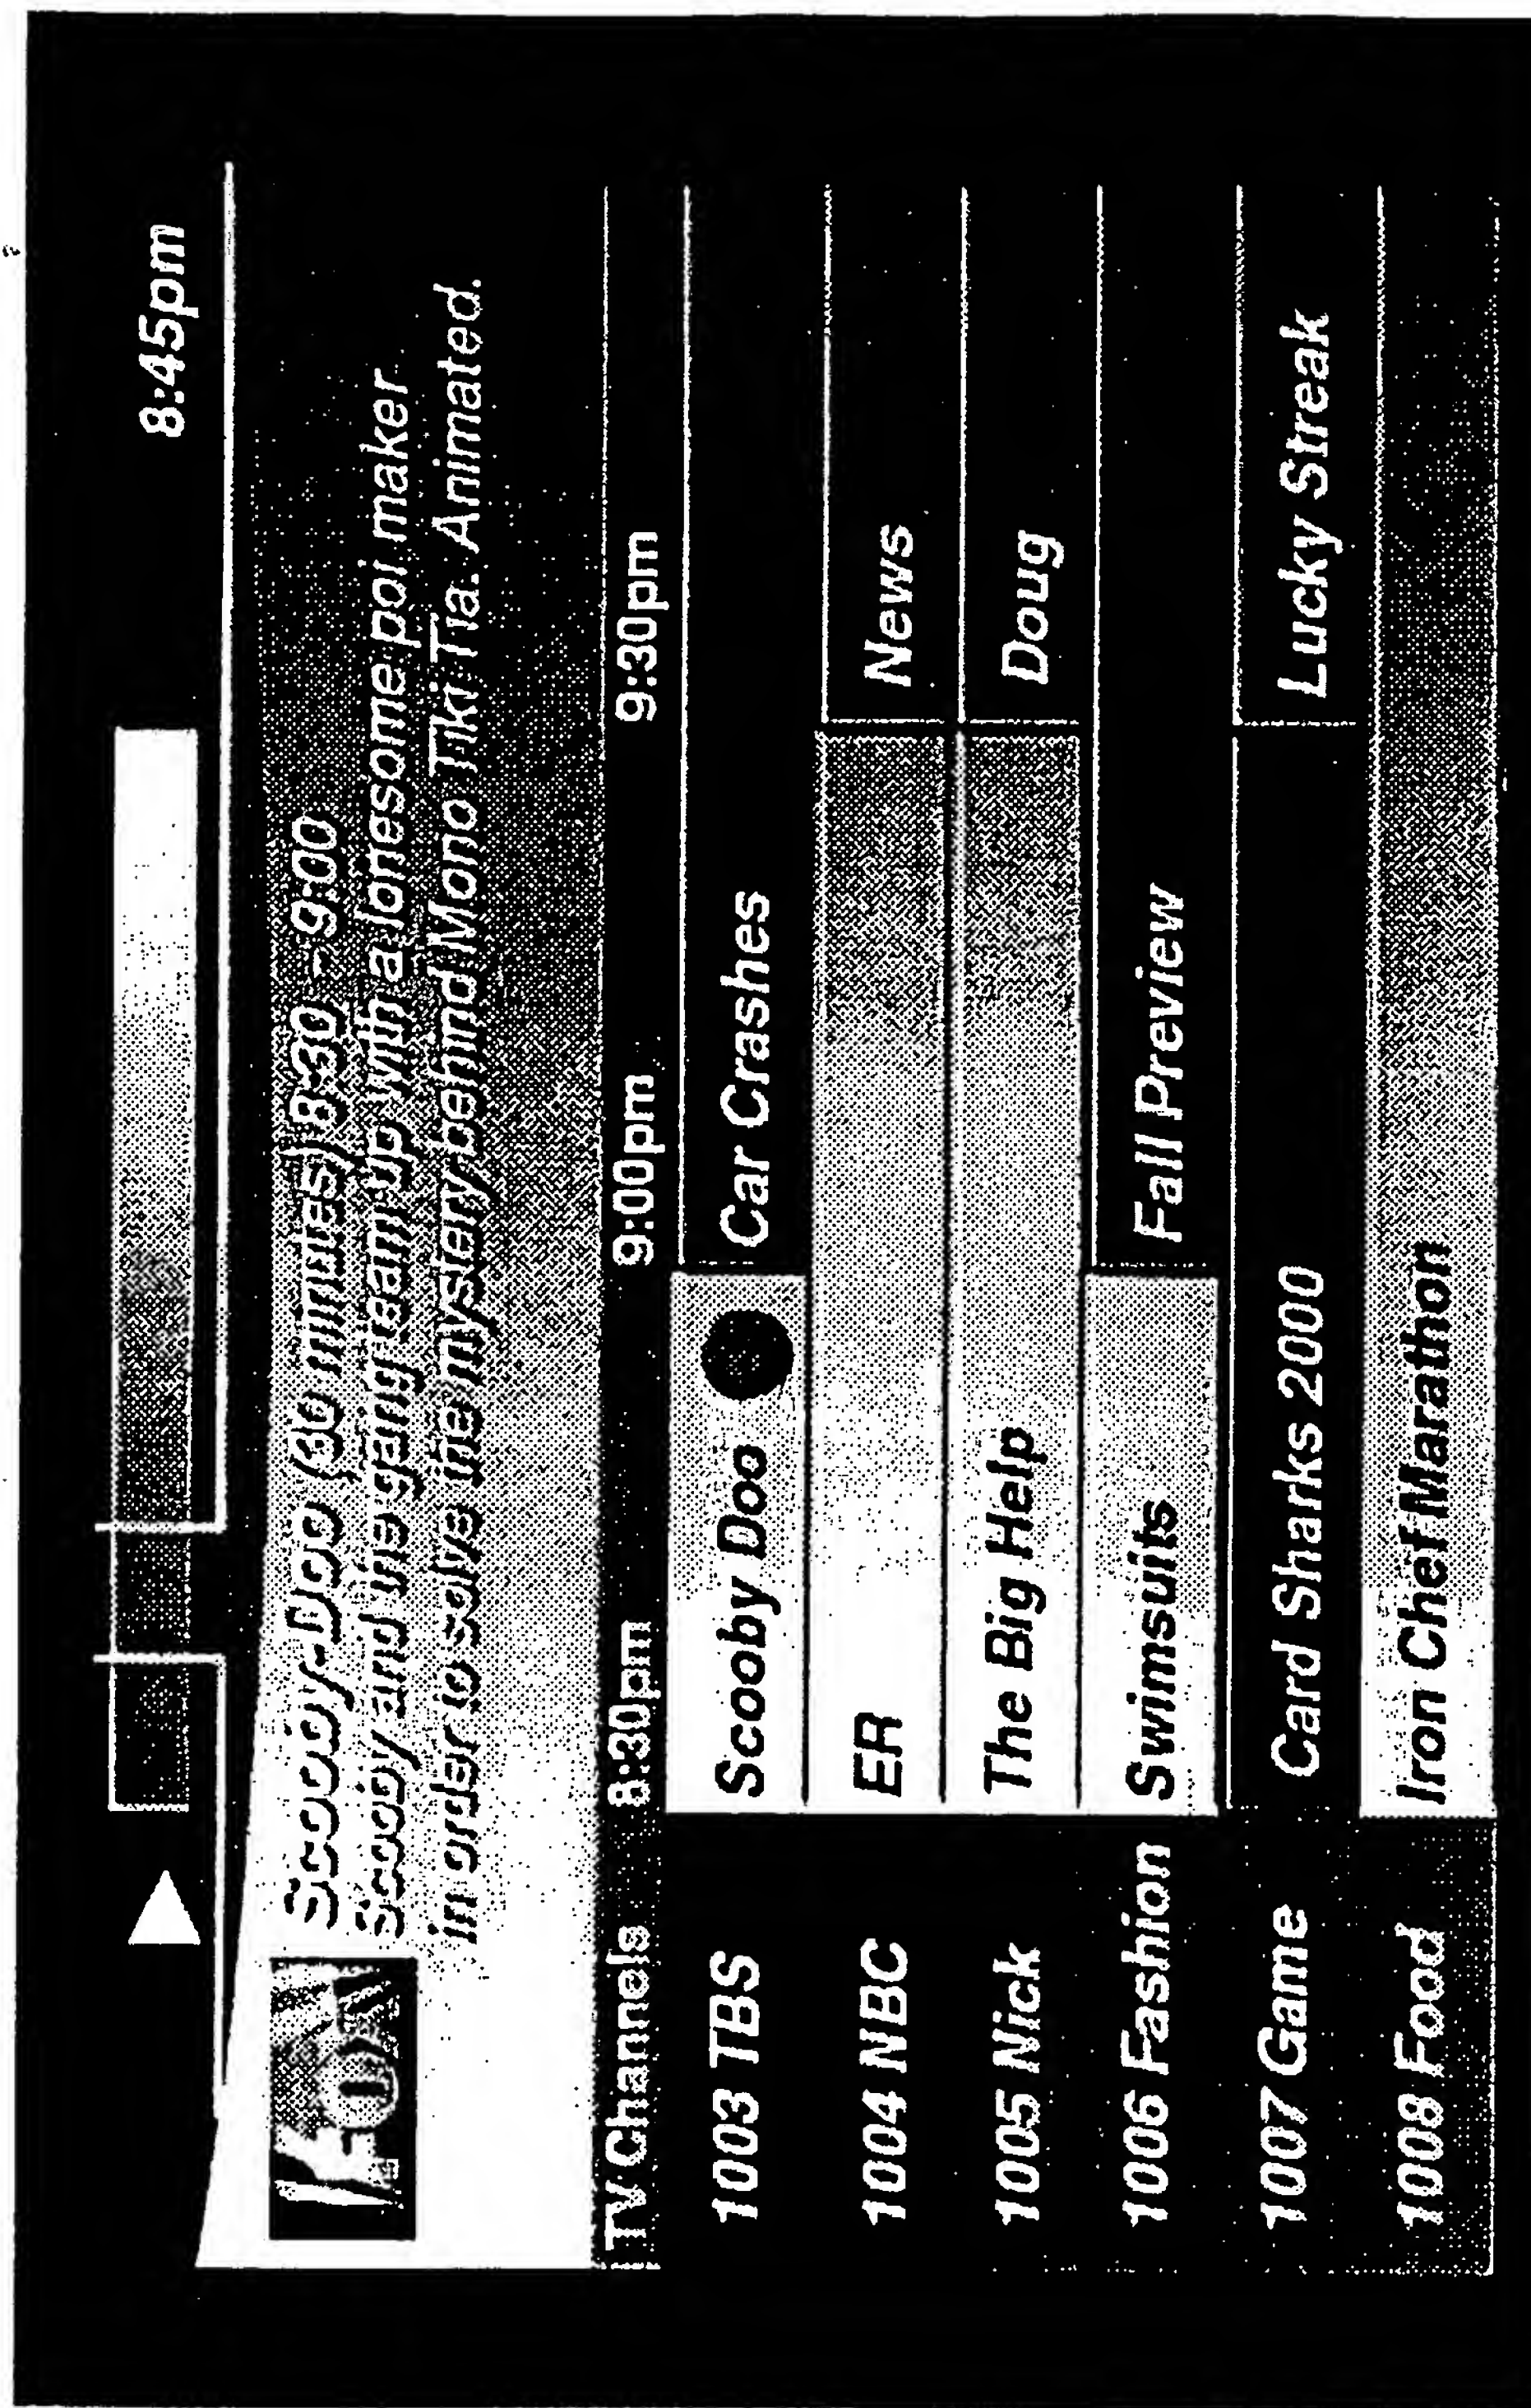 8:45pm
FOX
Scooby-Doo (30 minutes) 8:30 - 9:00
Scooby and the gang team up with a lonesome poi maker
in order to solve the mystery behind Mono Tiki Tia. Animated.
TV Channels 8:30pm 9:00pm 9:30pm
1003 TBS Scooby Doo Car Crashes
1004 NBC ER News
1005 Nick The Big Help Doug
1006 Fashion Swimsuits Fall Preview
1007 Game Card Sharks 2000 Lucky Streak
1008 Food Iron Chef Marathon